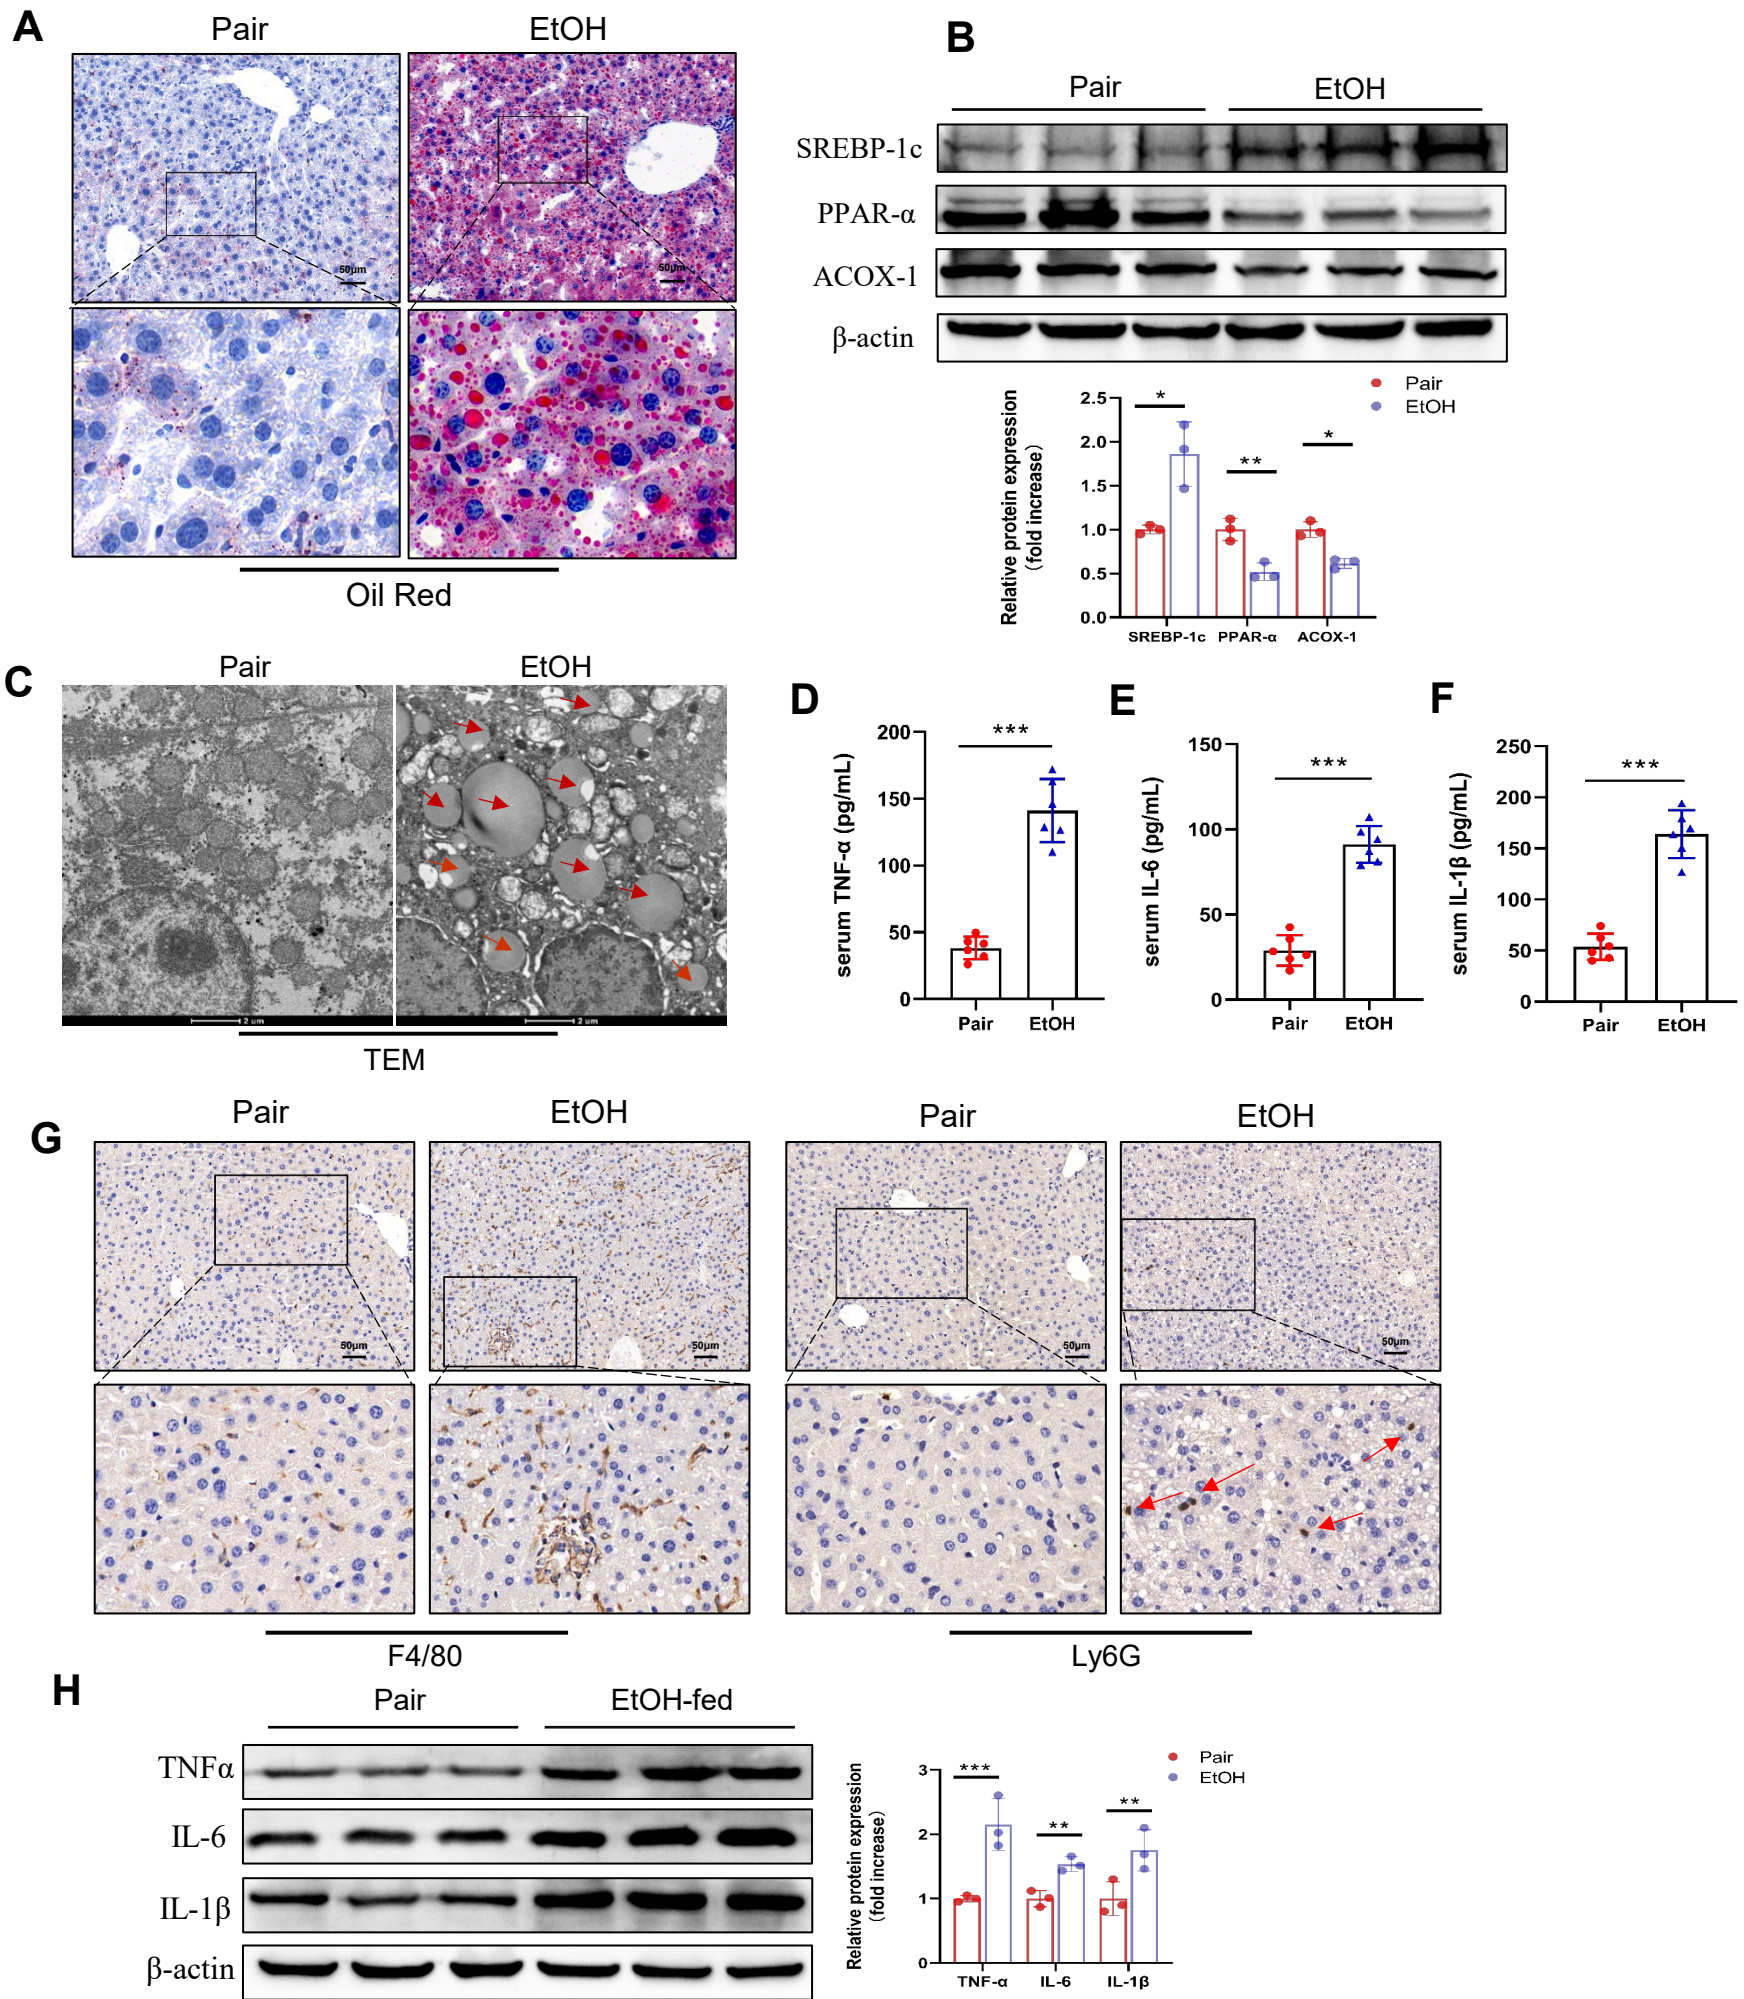 A
Pair EtOH
50μm 50μm
Oil Red
B
Pair EtOH
SREBP-1c
PPAR-α
ACOX-1
β-actin
Relative protein expression
(fold increase)
2.5
2.0
1.5
1.0
0.5
0.0
* ** *
Pair
EtOH
SREBP-1c PPAR-α ACOX-1
C
Pair EtOH
2 um 2 um
TEM
D
serum TNF-α (pg/mL)
200
150
100
50
0
***
Pair EtOH
E
serum IL-6 (pg/mL)
150
100
50
0
***
Pair EtOH
F
serum IL-1β (pg/mL)
250
200
150
100
50
0
***
Pair EtOH
G
Pair EtOH Pair EtOH
50μm 50μm 50μm 50μm
F4/80 Ly6G
H
Pair EtOH-fed
TNFα
IL-6
IL-1β
β-actin
Relative protein expression
(fold increase)
3
2
1
0
*** ** **
Pair
EtOH
TNF-α IL-6 IL-1β